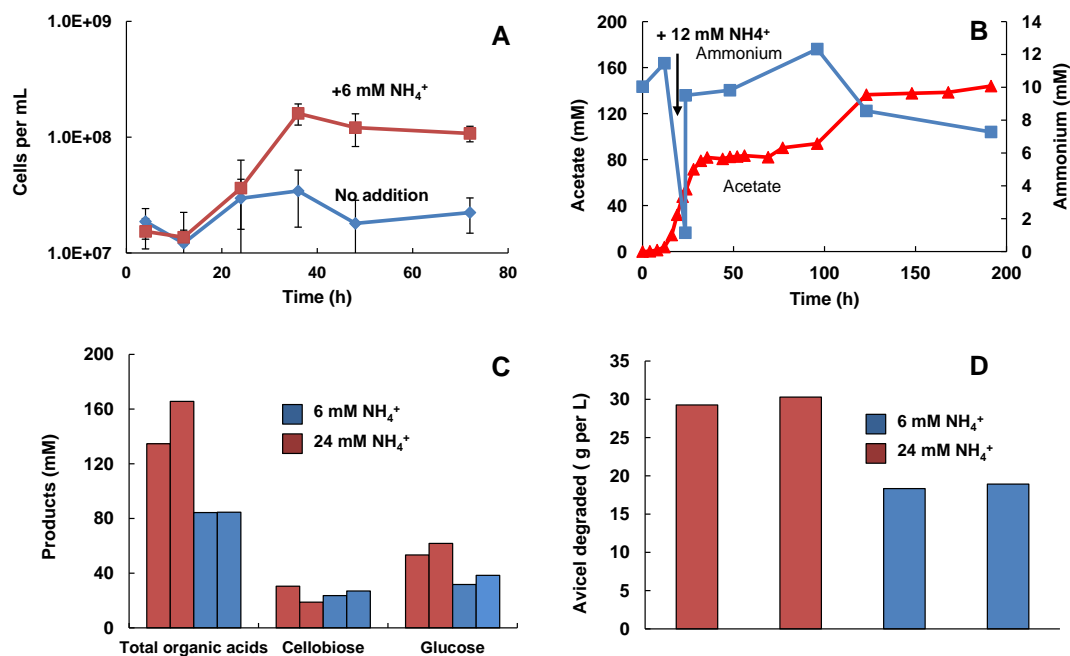 A
1.0E+09
1.0E+08
1.0E+07
Cells per mL
+6 mM NH₄⁺
No addition
0 20 40 60 80
Time (h)
B
200
160
120
80
40
0
Acetate (mM)
+ 12 mM NH4⁺
Ammonium
Acetate
14
12
10
8
6
4
2
0
Ammonium (mM)
0 50 100 150 200
Time (h)
C
200
160
120
80
40
0
Products (mM)
6 mM NH₄⁺
24 mM NH₄⁺
Total organic acids Cellobiose Glucose
D
35
30
25
20
15
10
5
0
Avicel degraded ( g per L)
6 mM NH₄⁺
24 mM NH₄⁺